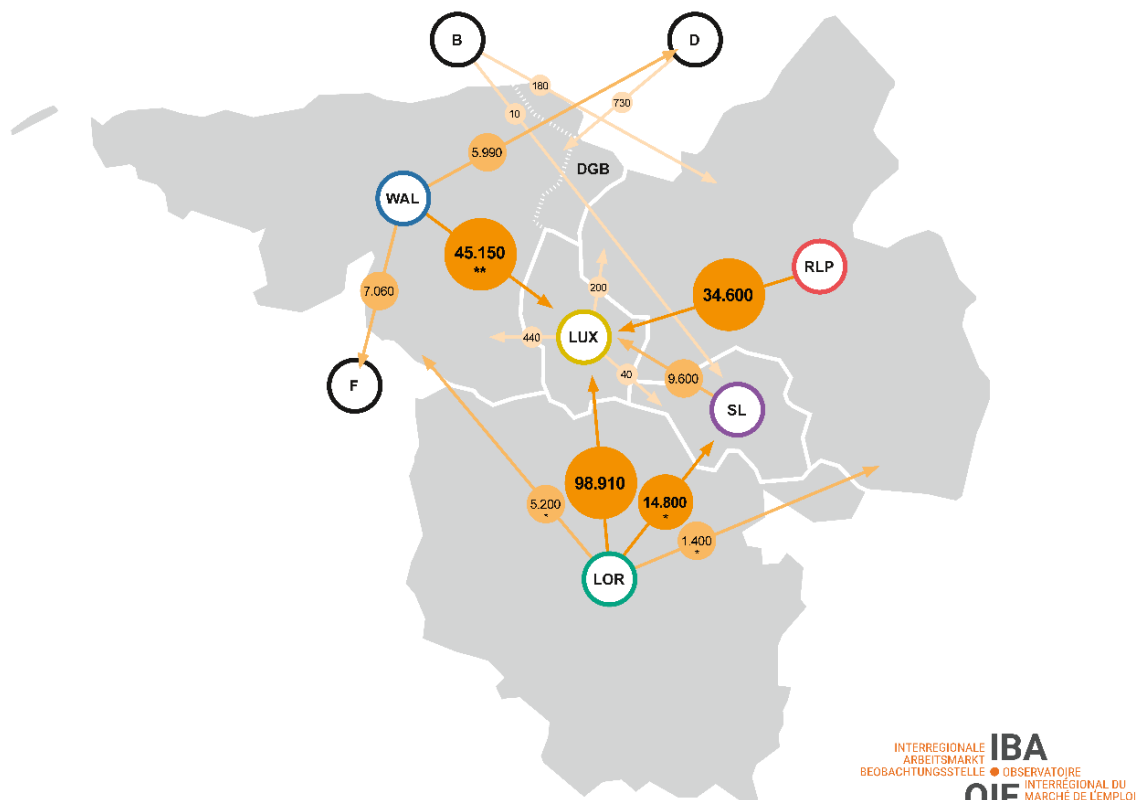 B
D
180
10
730
5.990
DGB
WAL
45.150
**
RLP
7.060
200
34.600
LUX
440
40
9.600
F
SL
98.910
14.800
*
5.200
*
1.400
*
LOR
INTERREGIONALE
ARBEITSMARKT
BEOBACHTUNGSSTELLE
IBA
OBSERVATOIRE
OIE
INTERRÉGIONAL DU
MARCHÉ DE L'EMPLOI